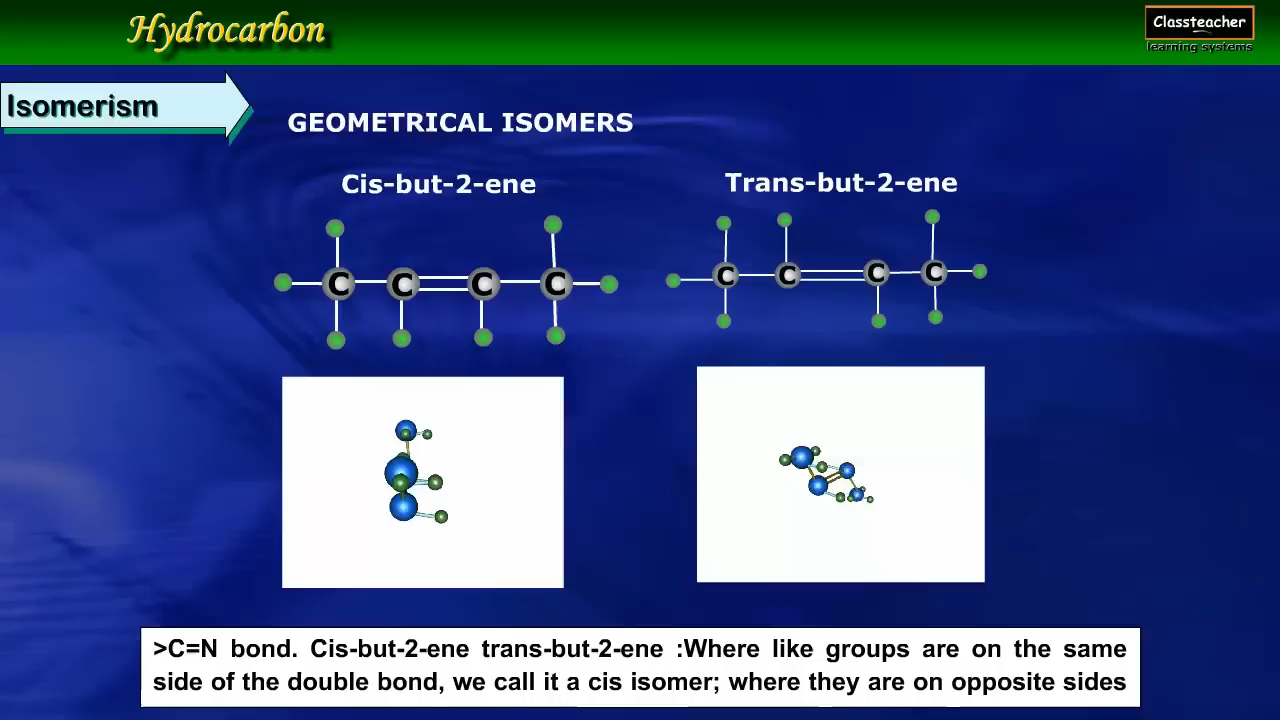 Hydrocarbon
Classteacher
learning systems
Isomerism
GEOMETRICAL ISOMERS
Cis-but-2-ene
Trans-but-2-ene
C C C C
C C C C
>C=N bond. Cis-but-2-ene trans-but-2-ene :Where like groups are on the same
side of the double bond, we call it a cis isomer; where they are on opposite sides